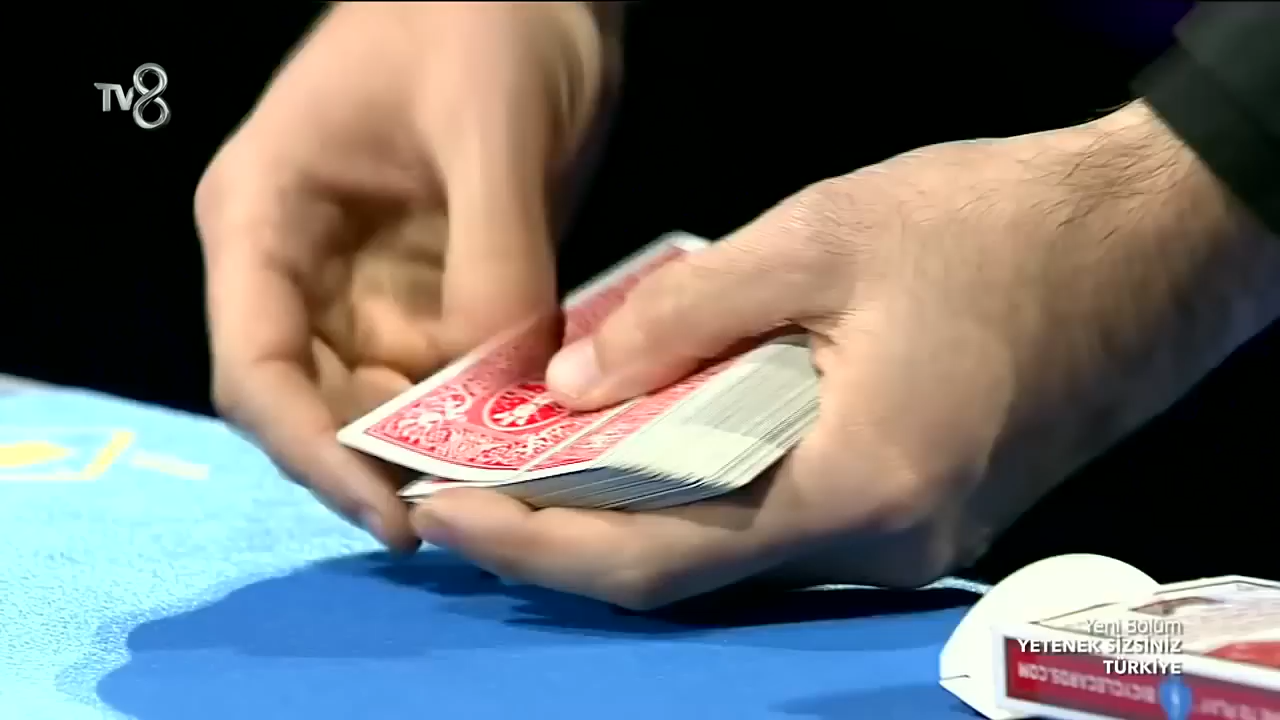 TV8
Yeni Bölüm
YETENEK SİZSİNİZ
TÜRKİYE
BICYCLECARDS.COM